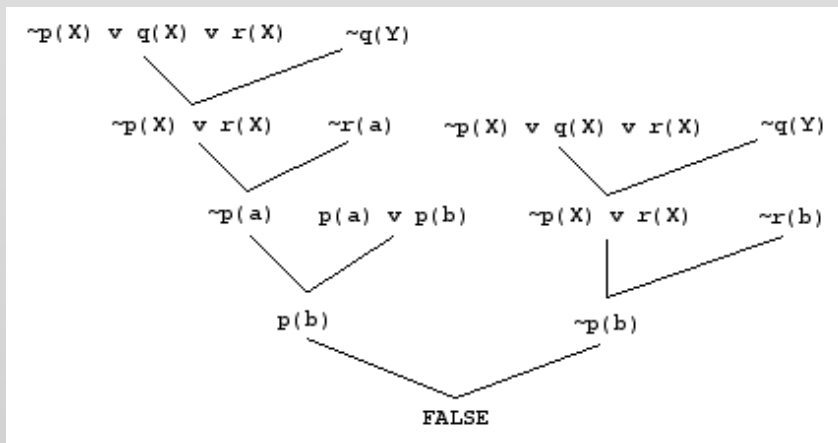 ~p(X) v q(X) v r(X) ~q(Y)
~p(X) v r(X) ~r(a) ~p(X) v q(X) v r(X) ~q(Y)
~p(a) p(a) v p(b) ~p(X) v r(X) ~r(b)
p(b) ~p(b)
FALSE